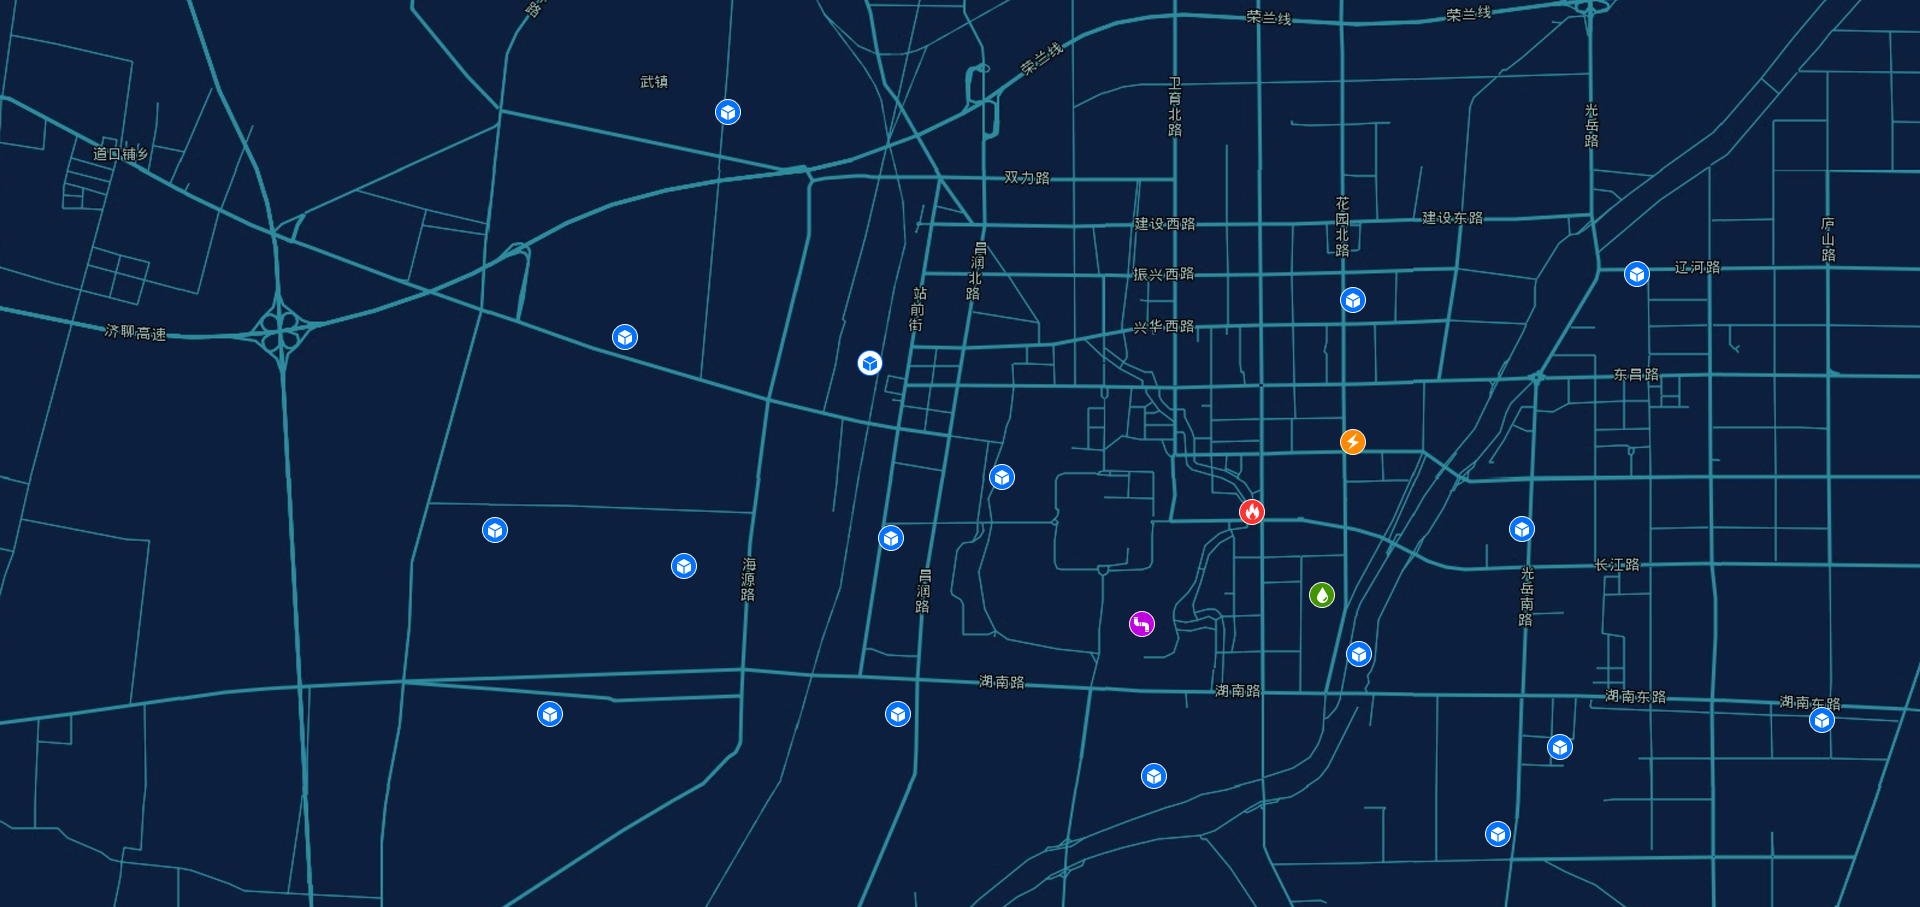 荣兰线
荣兰线
路
荣兰线
武镇
卫育北路
光岳路
道口铺乡
双力路
花园北路
建设西路
建设东路
庐山路
昌润北路
振兴西路
辽河路
站前街
济聊高速
兴华西路
东昌路
海源路
昌润路
长江路
光岳南路
湖南路
湖南路
湖南东路
湖南东路